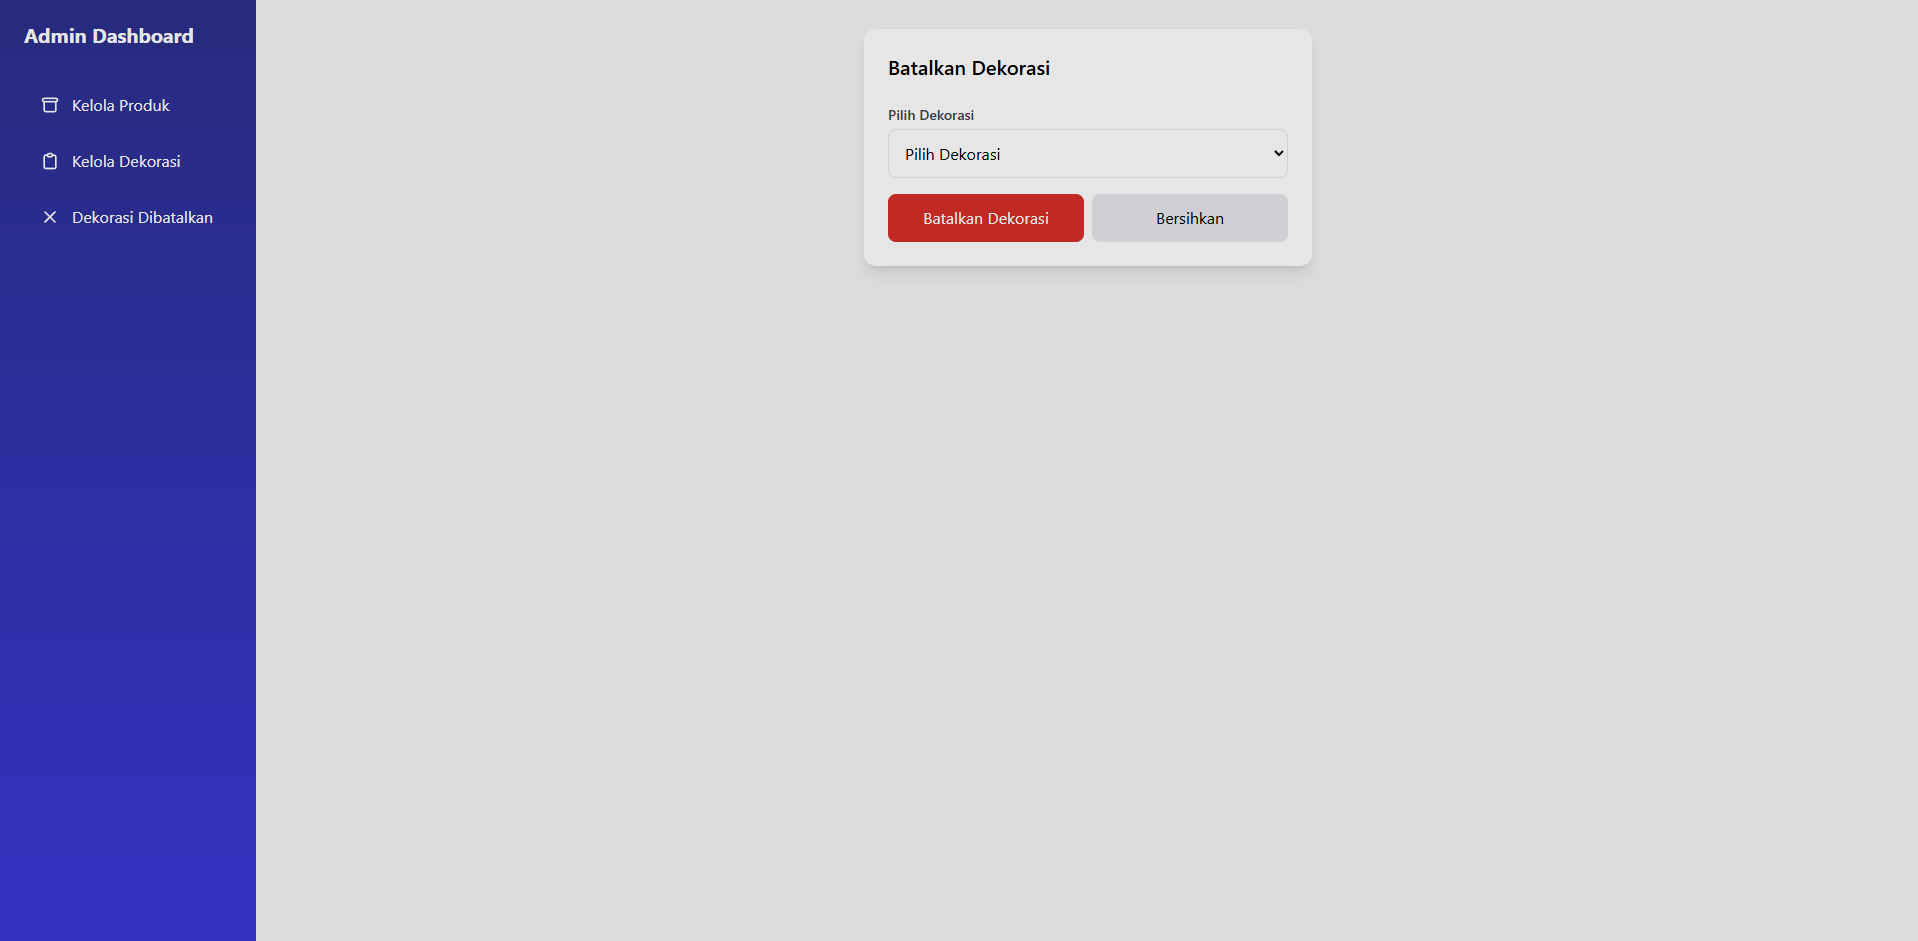 Admin Dashboard
Kelola Produk
Kelola Dekorasi
Dekorasi Dibatalkan
Batalkan Dekorasi
Pilih Dekorasi
Pilih Dekorasi
Batalkan Dekorasi
Bersihkan